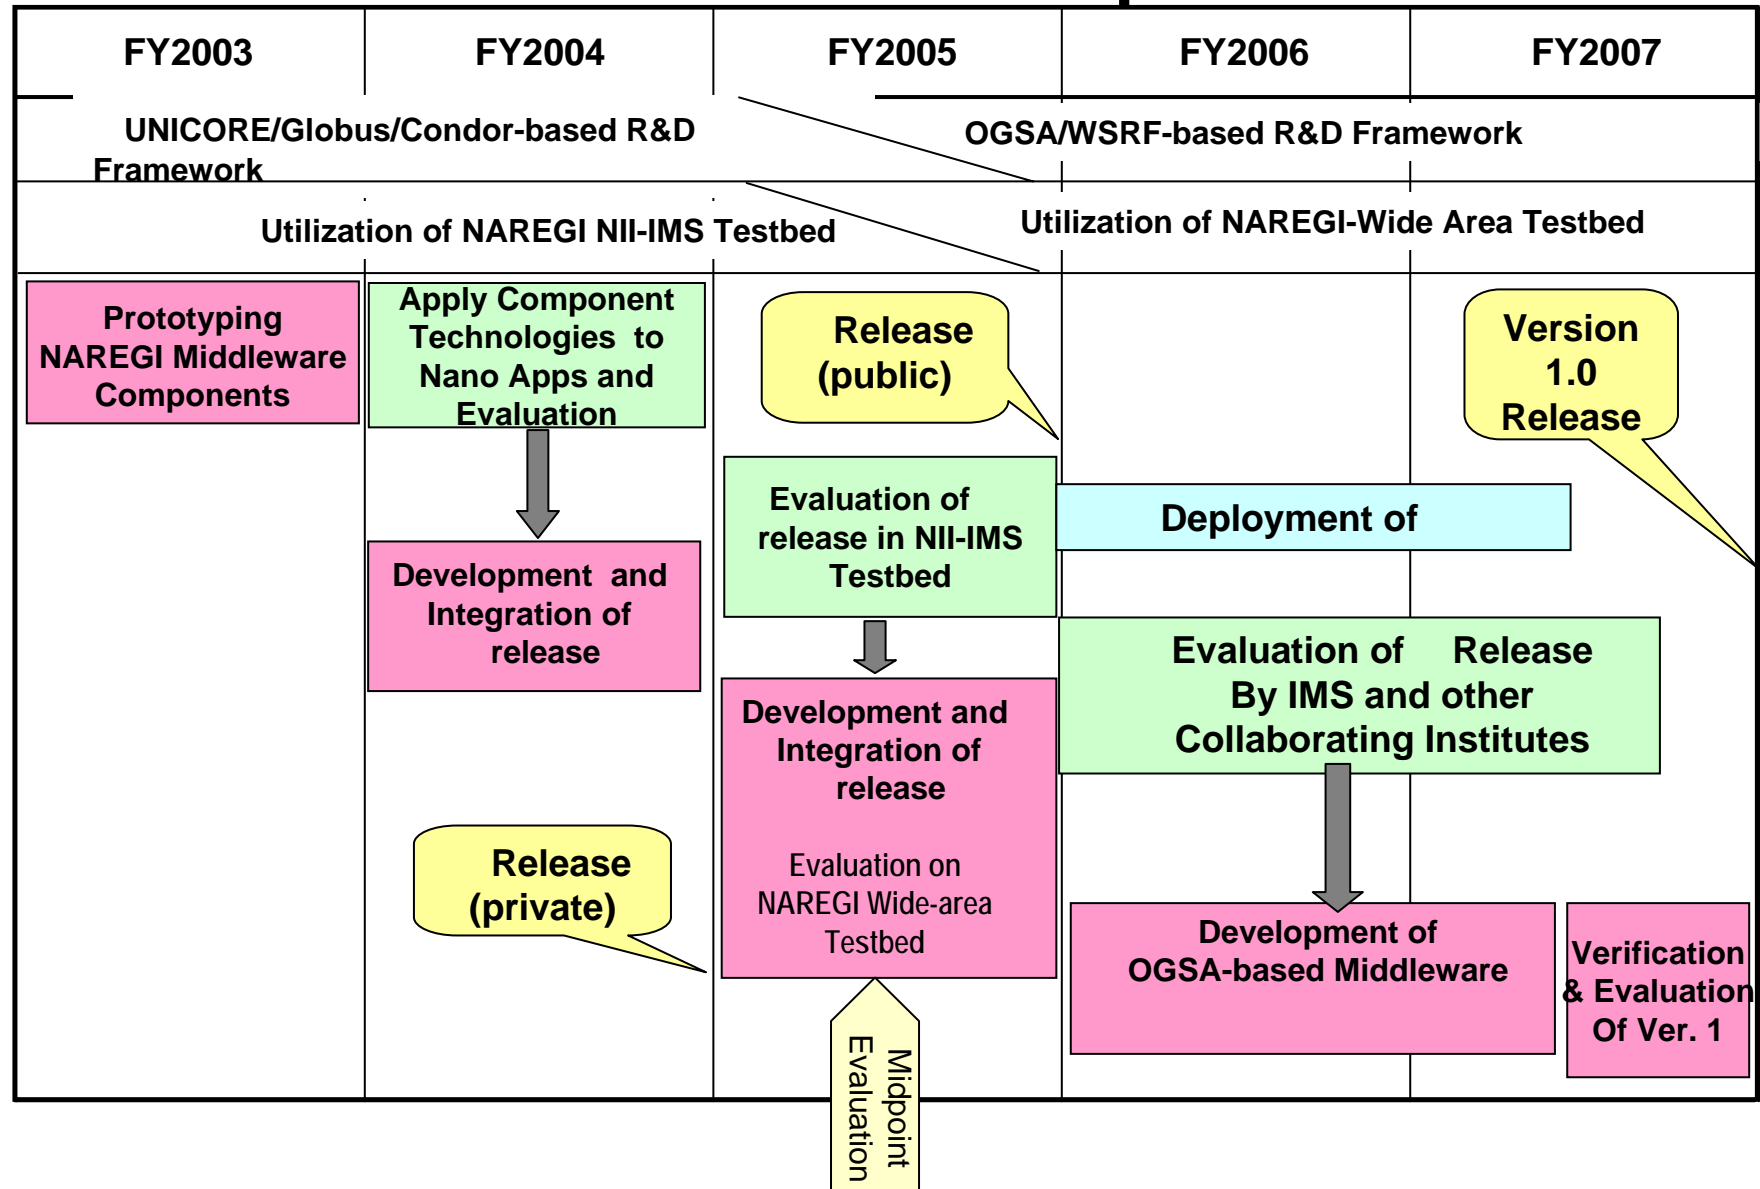 FY2003
FY2004
FY2005
FY2006
FY2007
UNICORE/Globus/Condor-based R&D
Framework
OGSA/WSRF-based R&D Framework
Utilization of NAREGI NII-IMS Testbed
Utilization of NAREGI-Wide Area Testbed
Prototyping
NAREGI Middleware
Components
Apply Component
Technologies to
Nano Apps and
Evaluation
Development and
Integration of
release
Release
(private)
Release
(public)
Evaluation of
release in NII-IMS
Testbed
Development and
Integration of
release
Evaluation on
NAREGI Wide-area
Testbed
Midpoint
Evaluation
Deployment of
Evaluation of Release
By IMS and other
Collaborating Institutes
Development of
OGSA-based Middleware
Version
1.0
Release
Verification
& Evaluation
Of Ver. 1